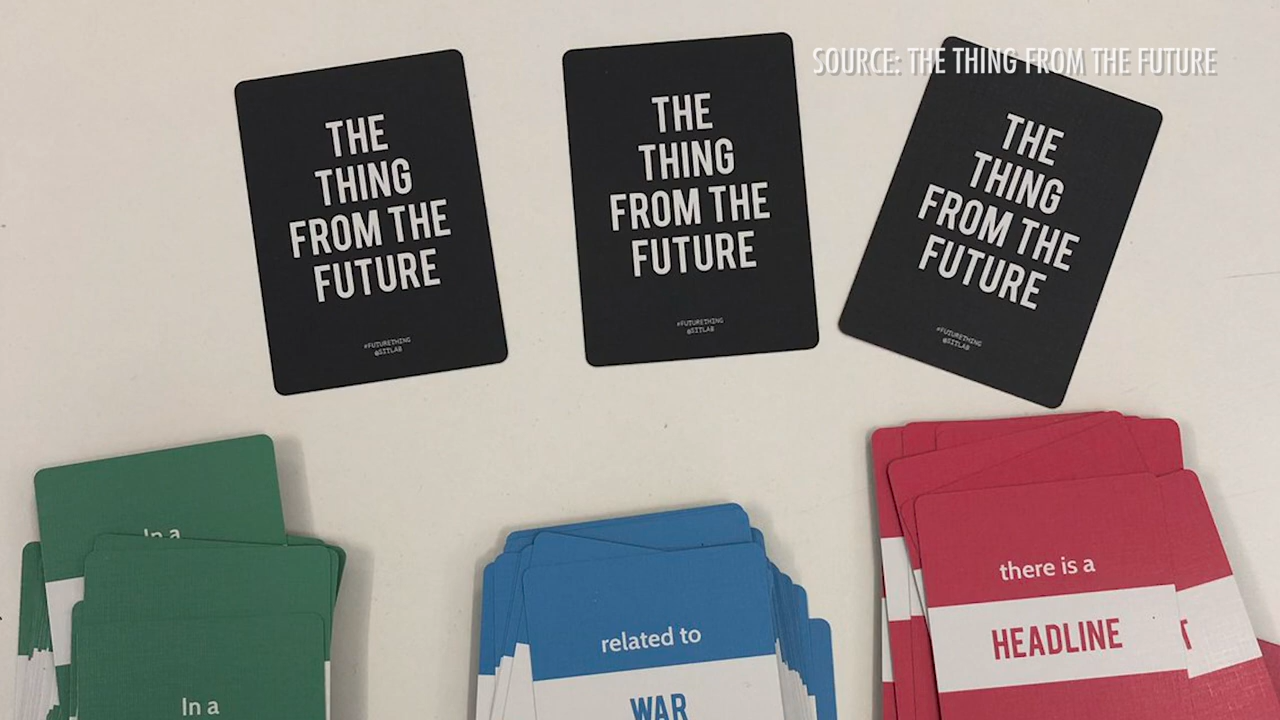 SOURCE: THE THING FROM THE FUTURE
THE
THING
FROM THE
FUTURE
#FUTURETHING
@SITLAB
THE
THING
FROM THE
FUTURE
#FUTURETHING
@SITLAB
THE
THING
FROM THE
FUTURE
#FUTURETHING
@SITLAB
In a
In a
related to
WAR
there is a
HEADLINE
T